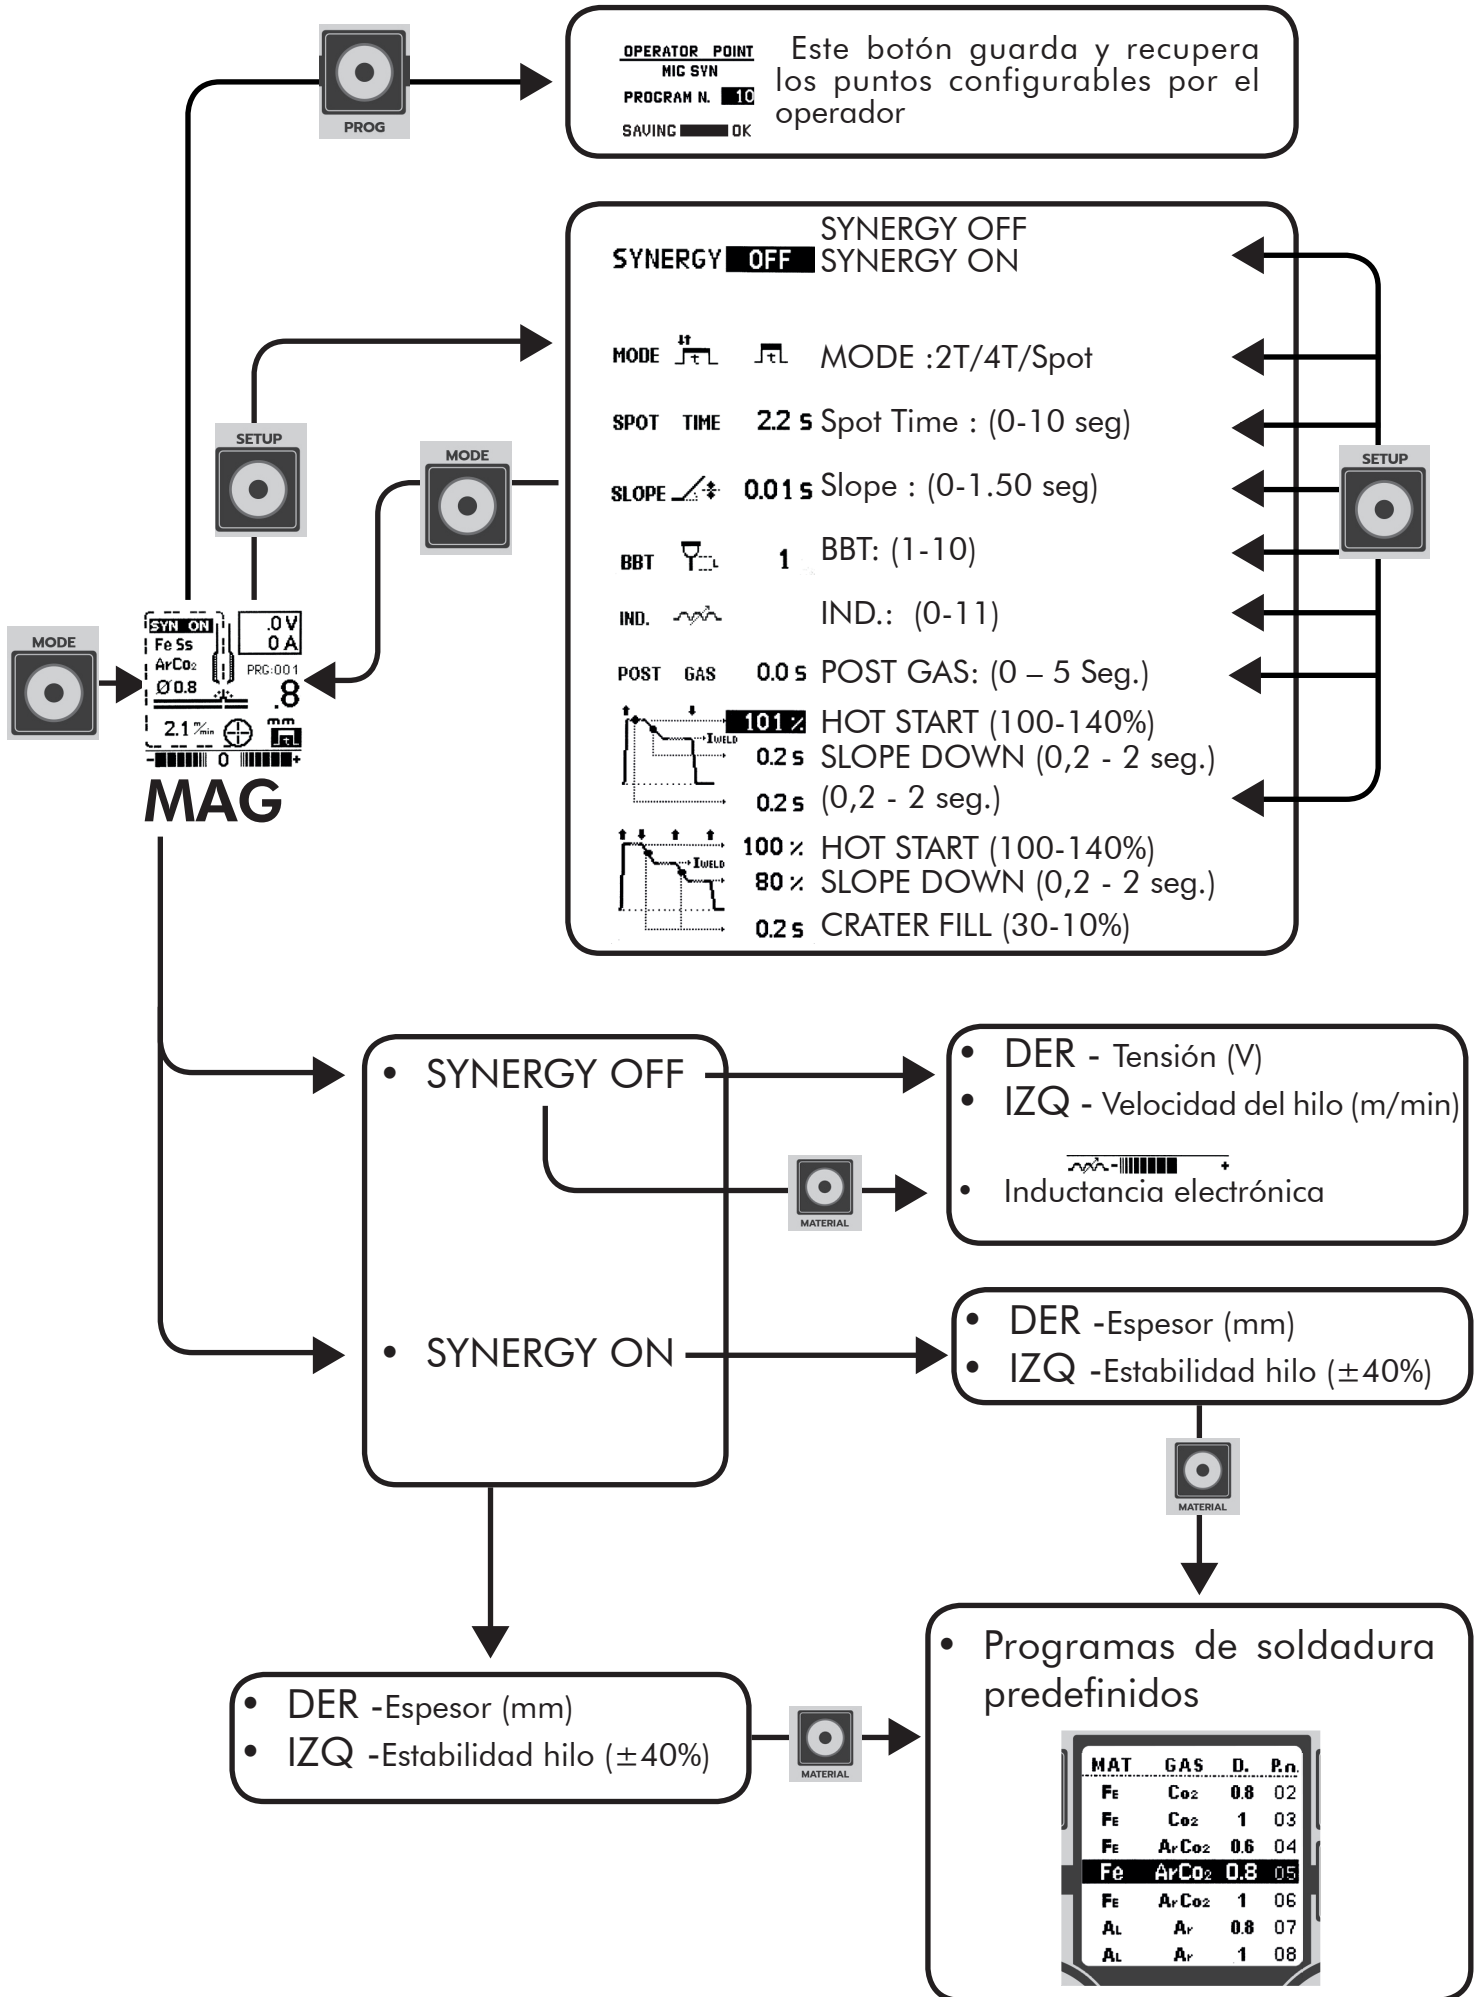 OPERATOR POINT
MIG SYN
PROGRAM N. 10
SAVING OK
Este botón guarda y recupera
los puntos configurables por el
operador
PROG
SYNERGY OFF
SYNERGY OFF
SYNERGY ON
MODE t t MODE :2T/4T/Spot
SPOT TIME 2.2 s Spot Time : (0-10 seg)
SETUP
MODE
SETUP
SLOPE 0.01 s Slope : (0-1.50 seg)
BBT L 1 BBT: (1-10)
IND. IND.: (0-11)
POST GAS 0.0 s POST GAS: (0 – 5 Seg.)
MODE
SYN ON
Fe Ss
ArCo2
Ø 0.8
.0 V
0 A
PRG:001
.8
2.1 m/min
- 0 +
MAG
101 % HOT START (100-140%)
IWELD
0.2 s SLOPE DOWN (0,2 - 2 seg.)
0.2 s (0,2 - 2 seg.)
100 % HOT START (100-140%)
IWELD
80 % SLOPE DOWN (0,2 - 2 seg.)
0.2 s CRATER FILL (30-10%)
• SYNERGY OFF
• DER - Tensión (V)
• IZQ - Velocidad del hilo (m/min)
- +
• Inductancia electrónica
MATERIAL
• SYNERGY ON
• DER -Espesor (mm)
• IZQ -Estabilidad hilo (±40%)
MATERIAL
• DER -Espesor (mm)
• IZQ -Estabilidad hilo (±40%)
MATERIAL
• Programas de soldadura
predefinidos
MAT GAS D. P.n.
FE Co2 0.8 02
FE Co2 1 03
FE ArCo2 0.6 04
Fe ArCo2 0.8 05
FE ArCo2 1 06
AL Ar 0.8 07
AL Ar 1 08